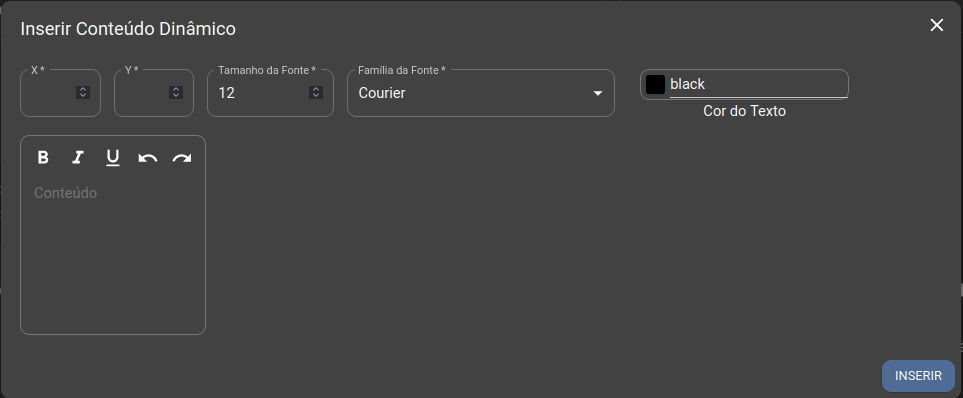 Inserir Conteúdo Dinâmico
X *
Y *
Tamanho da Fonte *
12
Família da Fonte *
Courier
black
Cor do Texto
B I U
Conteúdo
INSERIR